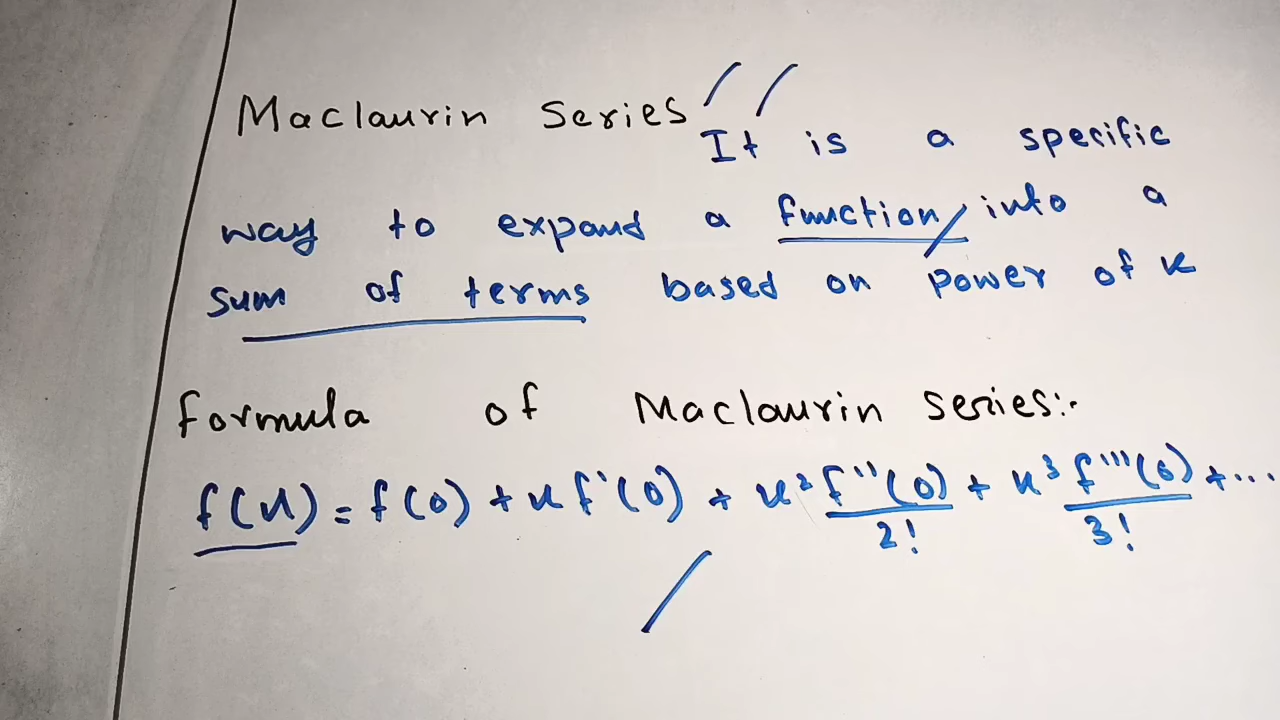 Maclaurin Series
It is a specific
way to expand a function into a
sum of terms based on power of x
formula of Maclaurin series:-
f(x) = f(0) + x f'(0) + x² f''(0)/2! + x³ f'''(0)/3! + ...